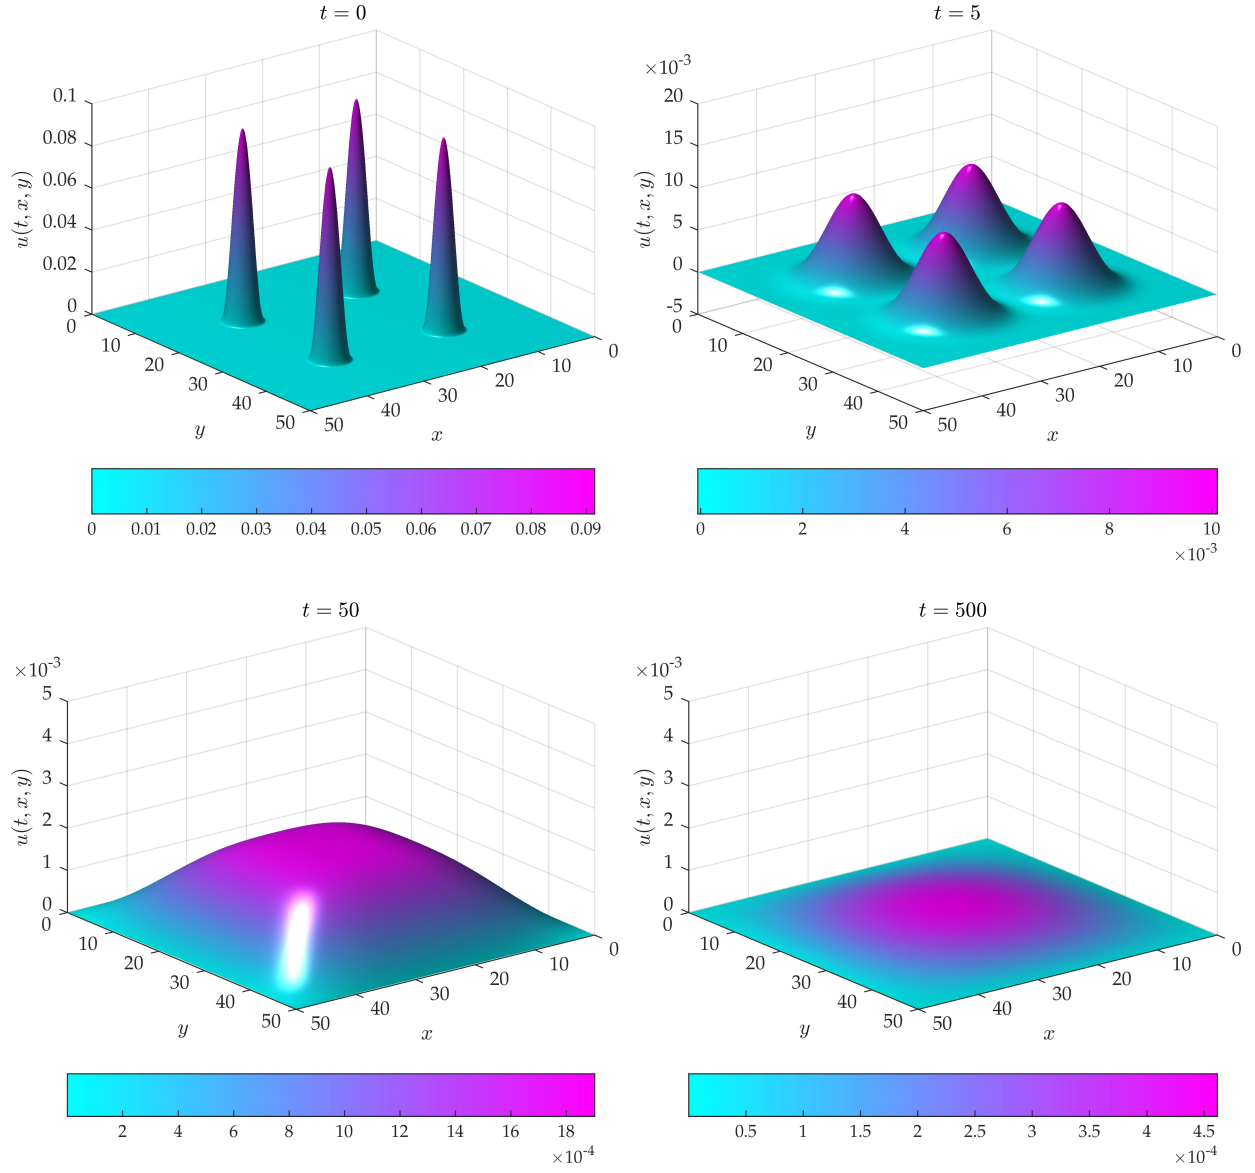 t = 0
u(t, x, y)
0.1
0.08
0.06
0.04
0.02
0
0 10 20 30 40 50
y
50 40 30 20 10 0
x
0 0.01 0.02 0.03 0.04 0.05 0.06 0.07 0.08 0.09
t = 5
×10⁻³
u(t, x, y)
20
15
10
5
0
-5
0 10 20 30 40 50
y
50 40 30 20 10 0
x
0 2 4 6 8 10
×10⁻³
t = 50
×10⁻³
u(t, x, y)
5
4
3
2
1
0
0 10 20 30 40 50
y
50 40 30 20 10 0
x
2 4 6 8 10 12 14 16 18
×10⁻⁴
t = 500
u(t, x, y)
×10⁻³
5
4
3
2
1
0
0 10 20 30 40 50
y
50 40 30 20 10 0
x
0.5 1 1.5 2 2.5 3 3.5 4 4.5
×10⁻⁴